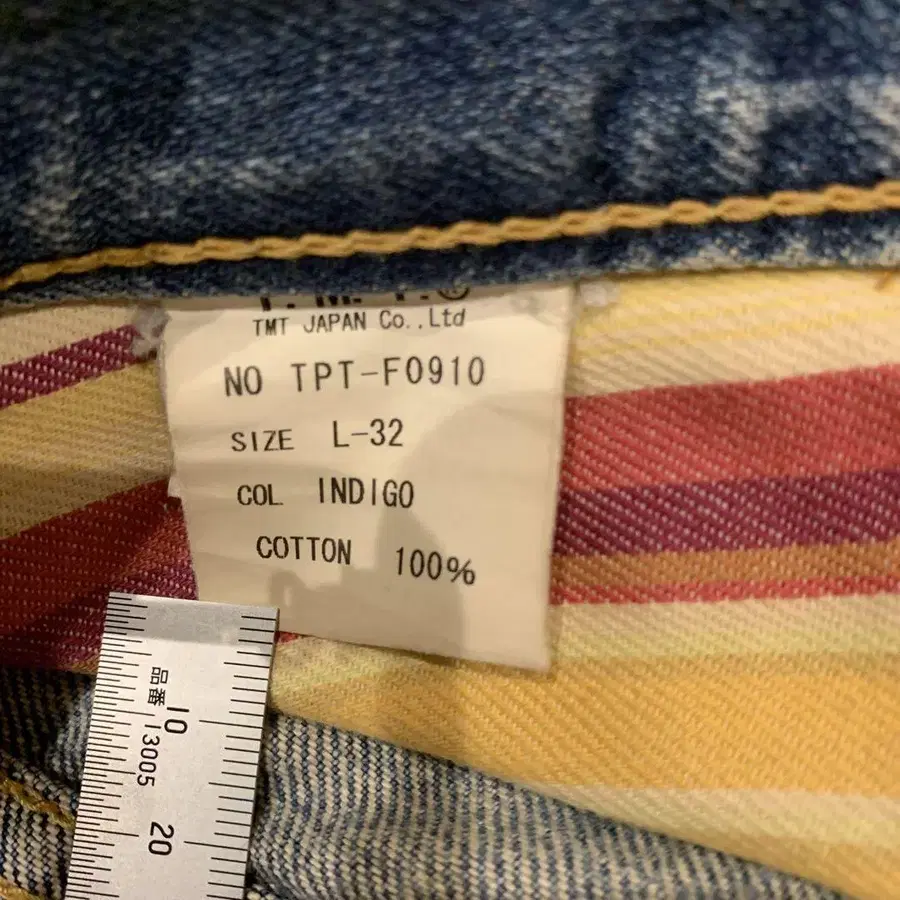 T.M.T.©
TMT JAPAN Co.,Ltd
NO TPT-F0910
SIZE L-32
COL INDIGO
COTTON 100%
10
品番 13005
20